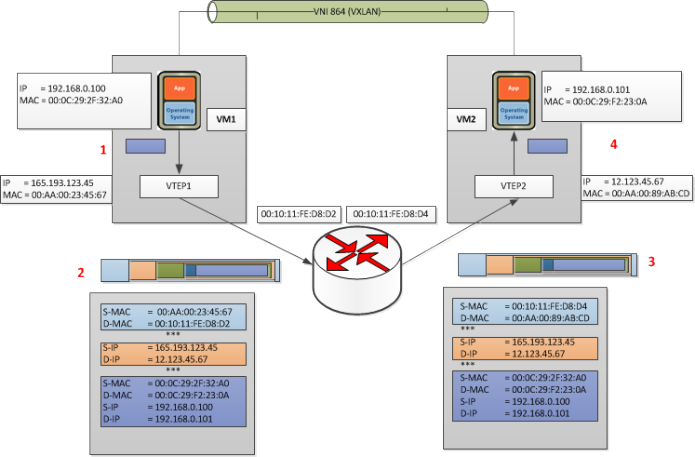 VNI 864 (VXLAN)
IP = 192.168.0.100
MAC = 00:0C:29:2F:32:A0
App
Operating
System
VM1
1
IP = 165.193.123.45
MAC = 00:AA:00:23:45:67
VTEP1
IP = 192.168.0.101
MAC = 00:0C:29:F2:23:0A
App
Operating
System
VM2
4
VTEP2
IP = 12.123.45.67
MAC = 00:AA:00:89:AB:CD
00:10:11:FE:D8:D2
00:10:11:FE:D8:D4
2
S-MAC = 00:AA:00:23:45:67
D-MAC = 00:10:11:FE:D8:D2
***
S-IP = 165.193.123.45
D-IP = 12.123.45.67
***
S-MAC = 00:0C:29:2F:32:A0
D-MAC = 00:0C:29:F2:23:0A
S-IP = 192.168.0.100
D-IP = 192.168.0.101
3
S-MAC = 00:10:11:FE:D8:D4
D-MAC = 00:AA:00:89:AB:CD
***
S-IP = 165.193.123.45
D-IP = 12.123.45.67
***
S-MAC = 00:0C:29:2F:32:A0
D-MAC = 00:0C:29:F2:23:0A
S-IP = 192.168.0.100
D-IP = 192.168.0.101